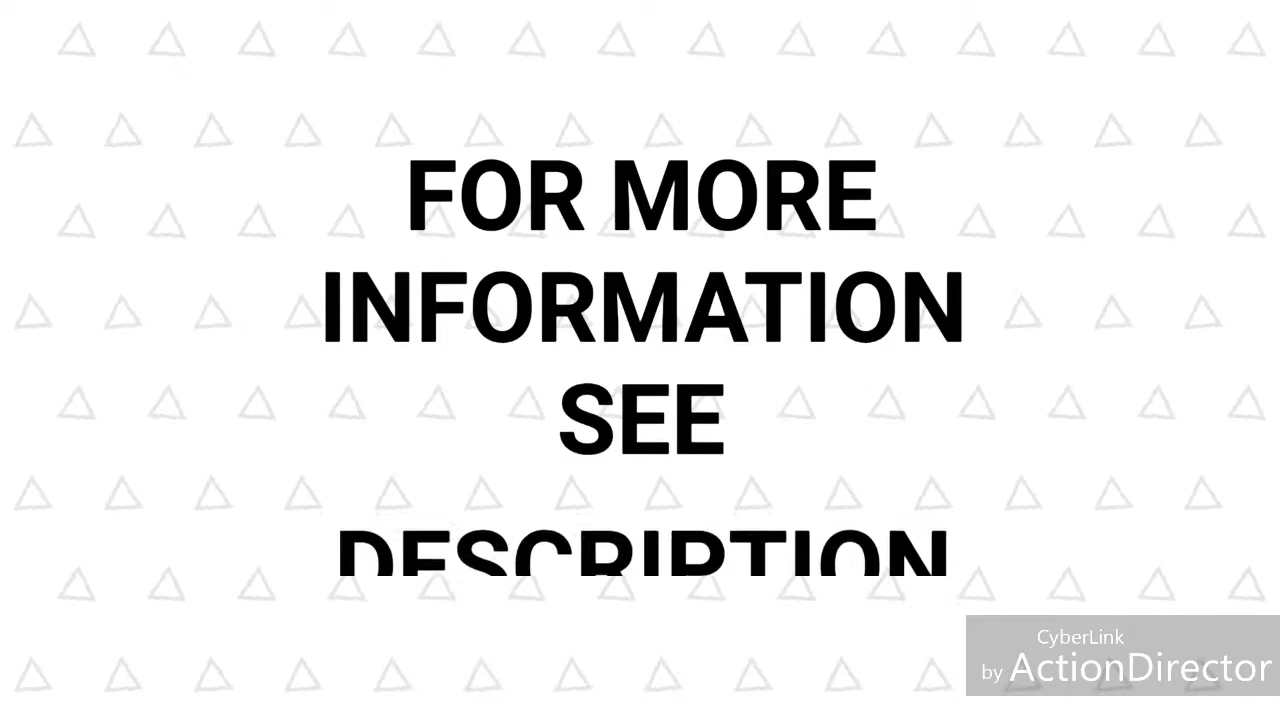 FOR MORE
INFORMATION
SEE
DESCRIPTION
CyberLink
by ActionDirector